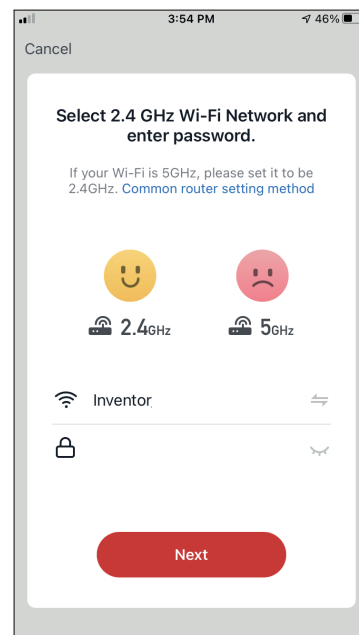 3:54 PM
46%
Cancel
Select 2.4 GHz Wi-Fi Network and
enter password.
If your Wi-Fi is 5GHz, please set it to be
2.4GHz. Common router setting method
2.4GHz
5GHz
Inventor
Next